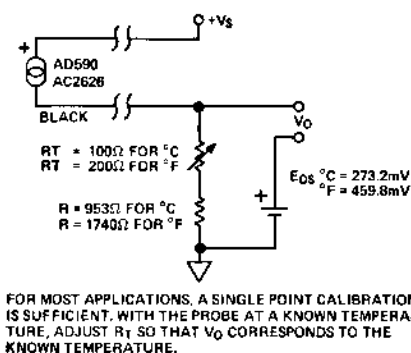 +VS
+
AD590
AC2626
BLACK
VO
RT = 100Ω FOR °C
RT = 200Ω FOR °F
EOS °C = 273.2mV
°F = 459.8mV
+
R = 953Ω FOR °C
R = 1740Ω FOR °F
FOR MOST APPLICATIONS, A SINGLE POINT CALIBRATION
IS SUFFICIENT. WITH THE PROBE AT A KNOWN TEMPERA-
TURE, ADJUST RT SO THAT VO CORRESPONDS TO THE
KNOWN TEMPERATURE.